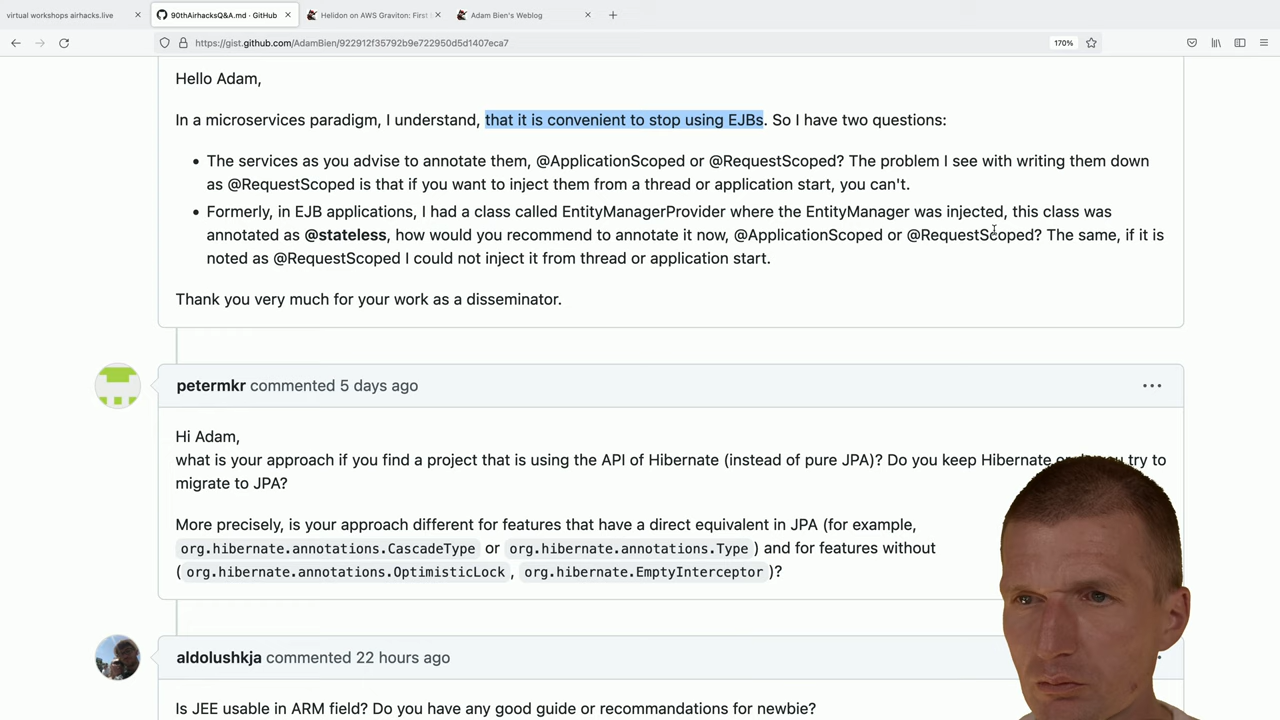 virtual workshops airhacks.live
90thAirhacksQ&A.md · GitHub
Helidon on AWS Graviton: First
Adam Bien's Weblog
https://gist.github.com/AdamBien/922912f35792b9e722950d5d1407eca7
170%
Hello Adam,
In a microservices paradigm, I understand, that it is convenient to stop using EJBs. So I have two questions:
The services as you advise to annotate them, @ApplicationScoped or @RequestScoped? The problem I see with writing them down
as @RequestScoped is that if you want to inject them from a thread or application start, you can't.
Formerly, in EJB applications, I had a class called EntityManagerProvider where the EntityManager was injected, this class was
annotated as @stateless, how would you recommend to annotate it now, @ApplicationScoped or @RequestScoped? The same, if it is
noted as @RequestScoped I could not inject it from thread or application start.
Thank you very much for your work as a disseminator.
petermkr commented 5 days ago
Hi Adam,
what is your approach if you find a project that is using the API of Hibernate (instead of pure JPA)? Do you keep Hibernate try to
migrate to JPA?
More precisely, is your approach different for features that have a direct equivalent in JPA (for example,
org.hibernate.annotations.CascadeType or org.hibernate.annotations.Type) and for features without
(org.hibernate.annotations.OptimisticLock, org.hibernate.EmptyInterceptor)?
aldolushkja commented 22 hours ago
Is JEE usable in ARM field? Do you have any good guide or recommandations for newbie?